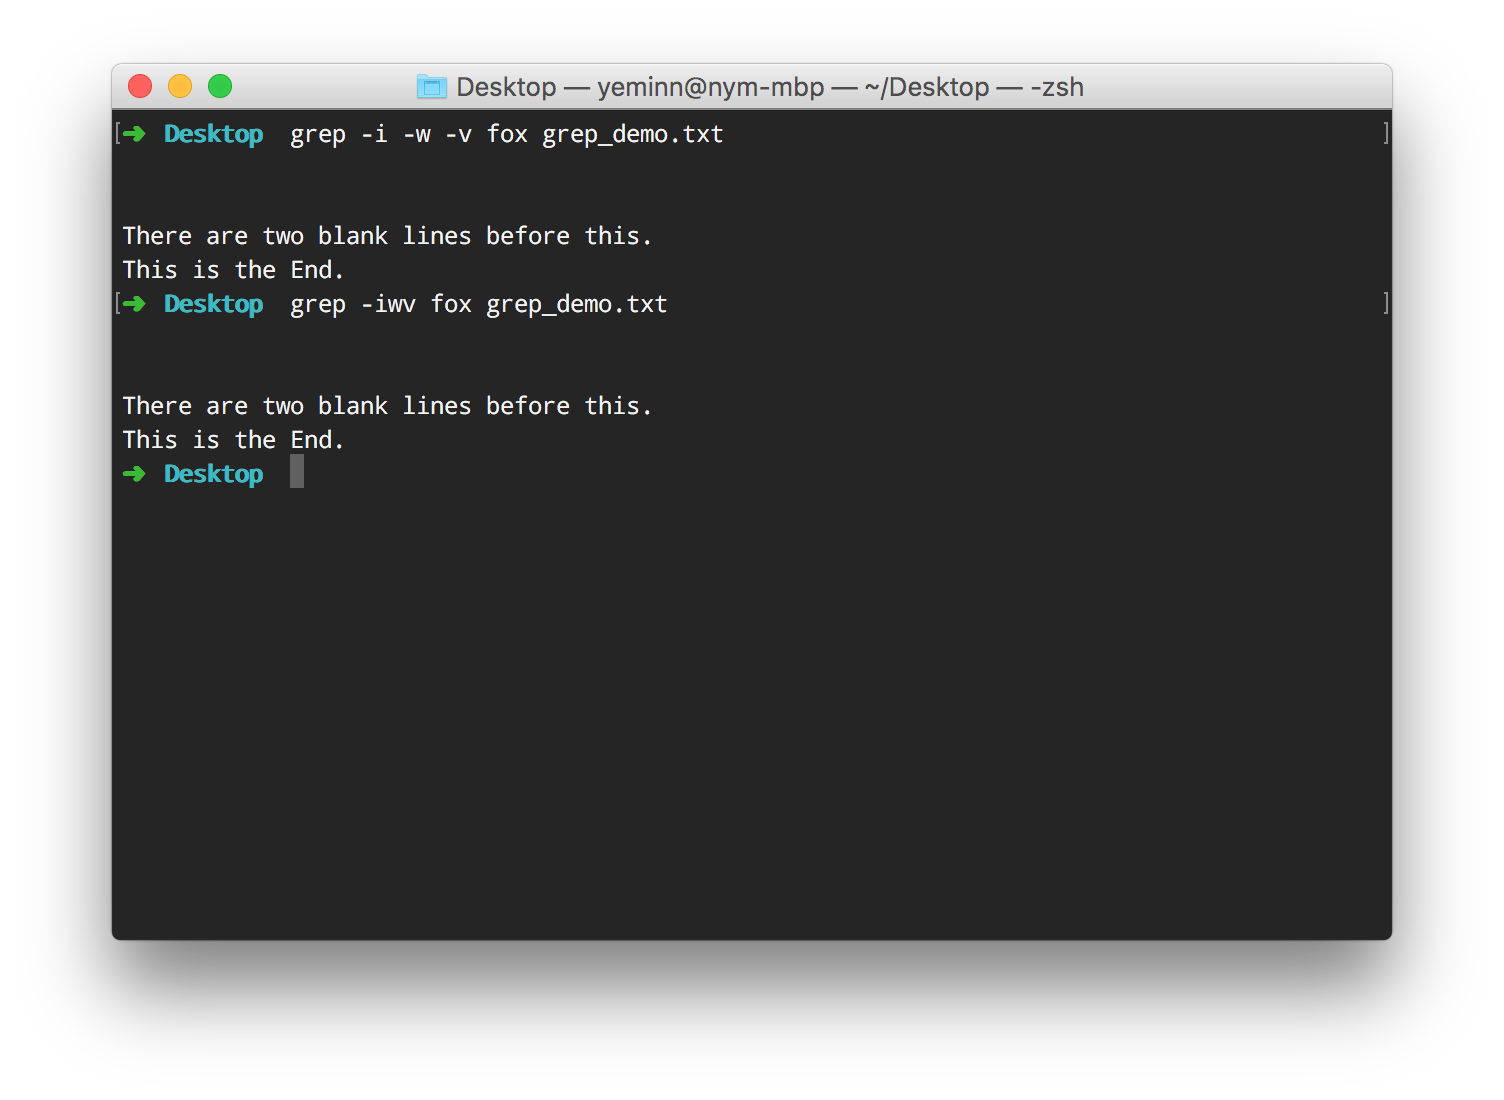 Desktop — yeminn@nym-mbp — ~/Desktop — -zsh
[➜ Desktop grep -i -w -v fox grep_demo.txt ]
There are two blank lines before this.
This is the End.
[➜ Desktop grep -iwv fox grep_demo.txt ]
There are two blank lines before this.
This is the End.
➜ Desktop